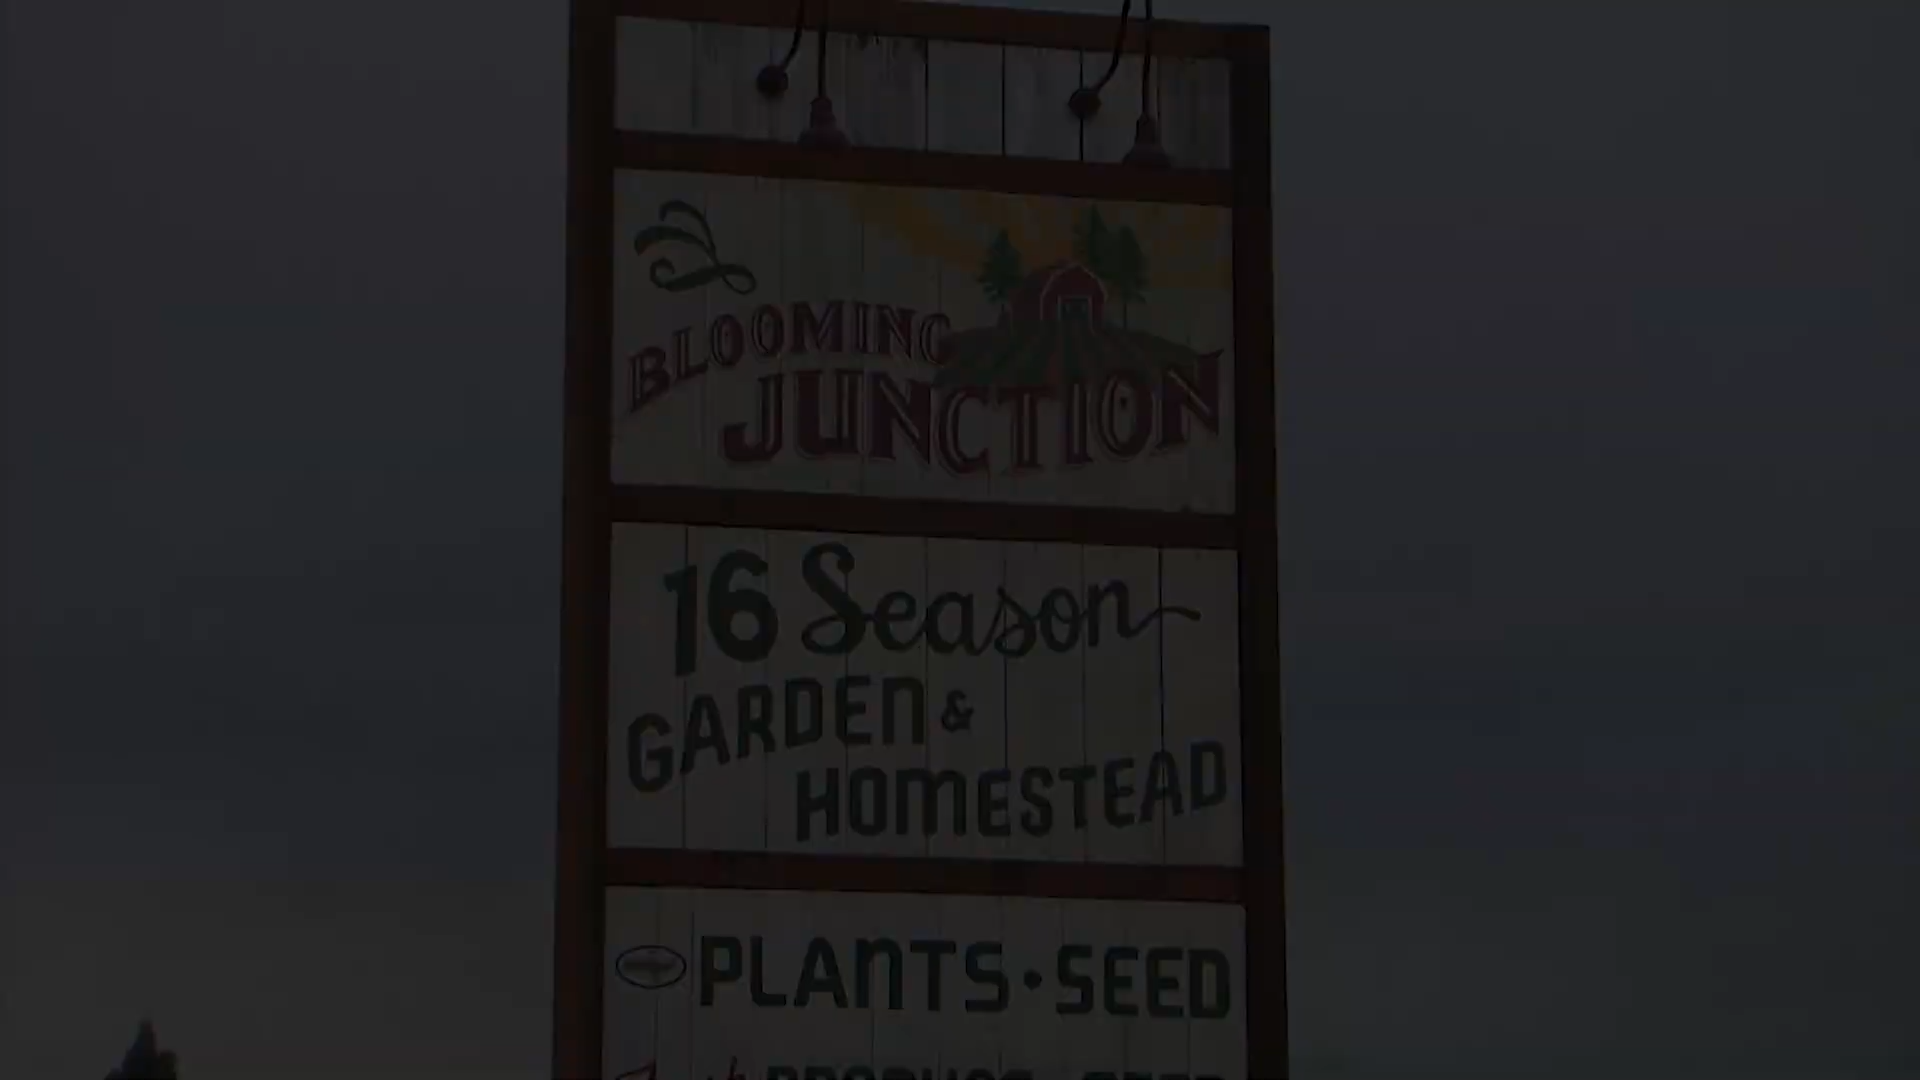 BLOOMING
JUNCTION
16 Season
GARDEN &
HOMESTEAD
PLANTS · SEED